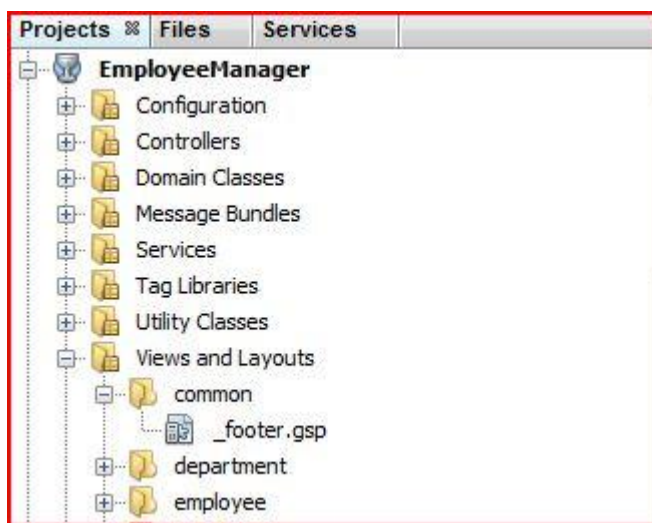 Projects Files Services
EmployeeManager
Configuration
Controllers
Domain Classes
Message Bundles
Services
Tag Libraries
Utility Classes
Views and Layouts
common
_footer.gsp
department
employee